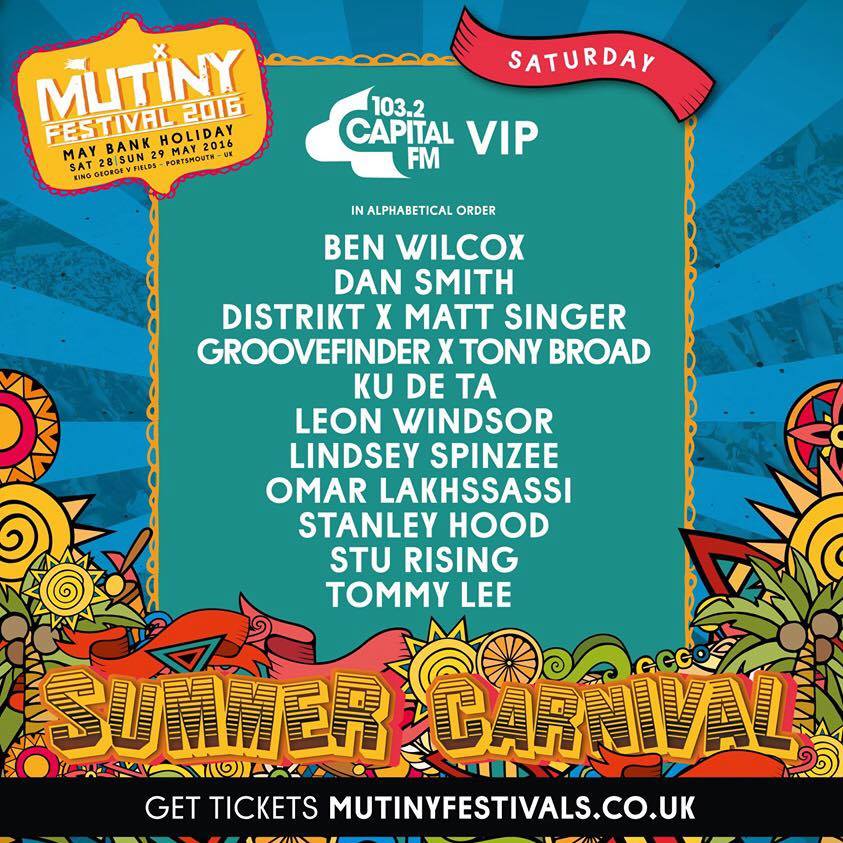 MUTINY
FESTIVAL 2016
MAY BANK HOLIDAY
SAT 28|SUN 29 MAY 2016
KING GEORGE V FIELDS - PORTSMOUTH - UK
SATURDAY
103.2
CAPITAL
FM
VIP
IN ALPHABETICAL ORDER
BEN WILCOX
DAN SMITH
DISTRIKT X MATT SINGER
GROOVEFINDER X TONY BROAD
KU DE TA
LEON WINDSOR
LINDSEY SPINZEE
OMAR LAKHSSASSI
STANLEY HOOD
STU RISING
TOMMY LEE
SUMMER CARNIVAL
GET TICKETS MUTINYFESTIVALS.CO.UK